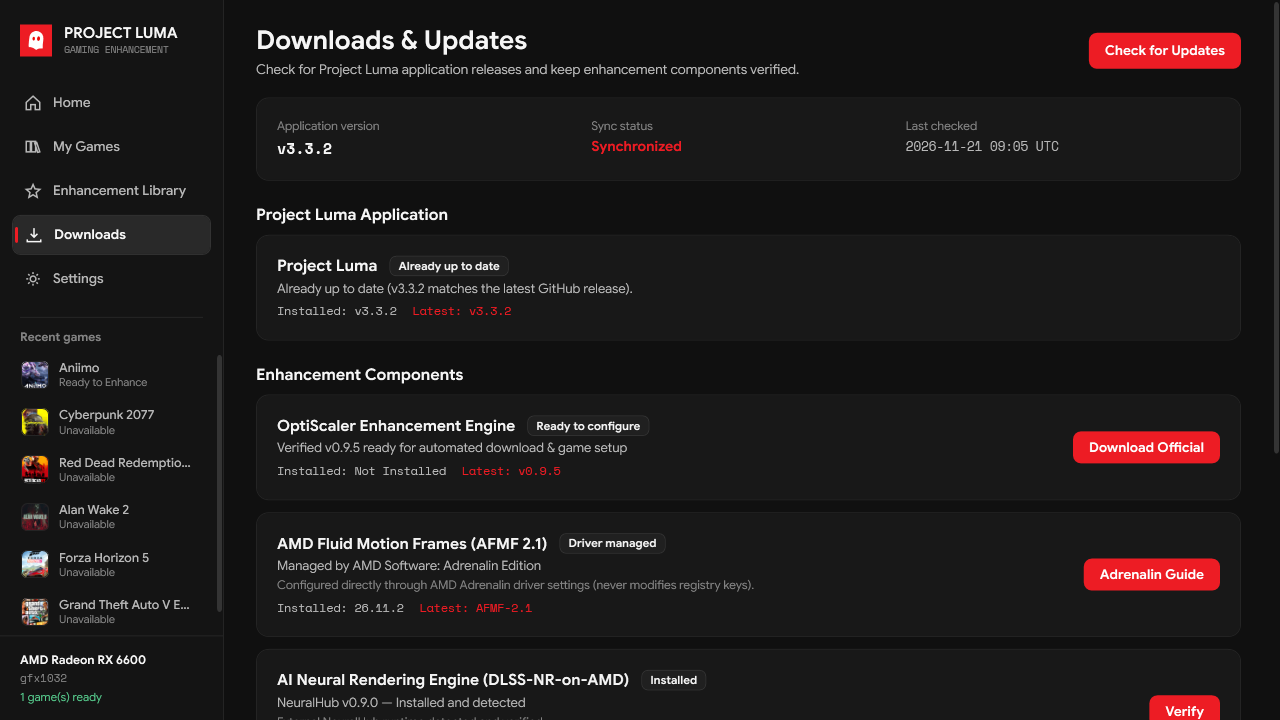 PROJECT LUMA
GAMING ENHANCEMENT
Home
My Games
Enhancement Library
Downloads
Settings
Recent games
Aniimo
Ready to Enhance
Cyberpunk 2077
Unavailable
Red Dead Redemptio...
Unavailable
Alan Wake 2
Unavailable
Forza Horizon 5
Unavailable
Grand Theft Auto V E...
Unavailable
AMD Radeon RX 6600
gfx1032
1 game(s) ready
Downloads & Updates
Check for Project Luma application releases and keep enhancement components verified.
Check for Updates
Application version
v3.3.2
Sync status
Synchronized
Last checked
2026-11-21 09:05 UTC
Project Luma Application
Project Luma Already up to date
Already up to date (v3.3.2 matches the latest GitHub release).
Installed: v3.3.2 Latest: v3.3.2
Enhancement Components
OptiScaler Enhancement Engine Ready to configure
Verified v0.9.5 ready for automated download & game setup
Installed: Not Installed Latest: v0.9.5
Download Official
AMD Fluid Motion Frames (AFMF 2.1) Driver managed
Managed by AMD Software: Adrenalin Edition
Configured directly through AMD Adrenalin driver settings (never modifies registry keys).
Installed: 26.11.2 Latest: AFMF-2.1
Adrenalin Guide
AI Neural Rendering Engine (DLSS-NR-on-AMD) Installed
NeuralHub v0.9.0 — Installed and detected
Verify